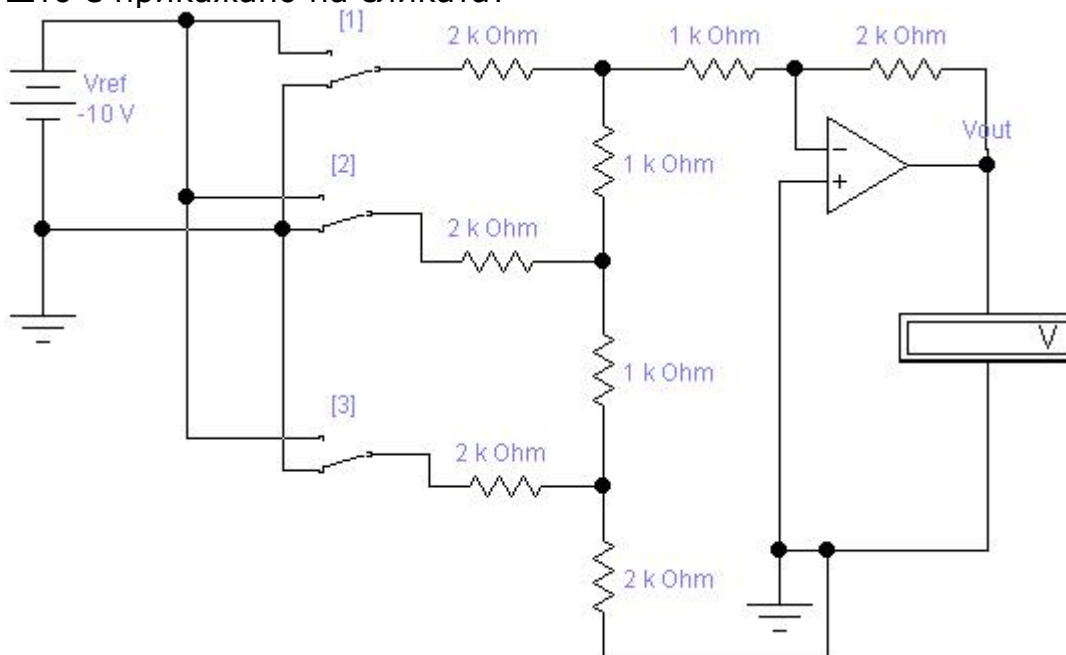 што е прикажано на сликата?
[1]
2 k Ohm
1 k Ohm
2 k Ohm
Vref
-10 V
Vout
[2]
1 k Ohm
2 k Ohm
V
1 k Ohm
[3]
2 k Ohm
2 k Ohm